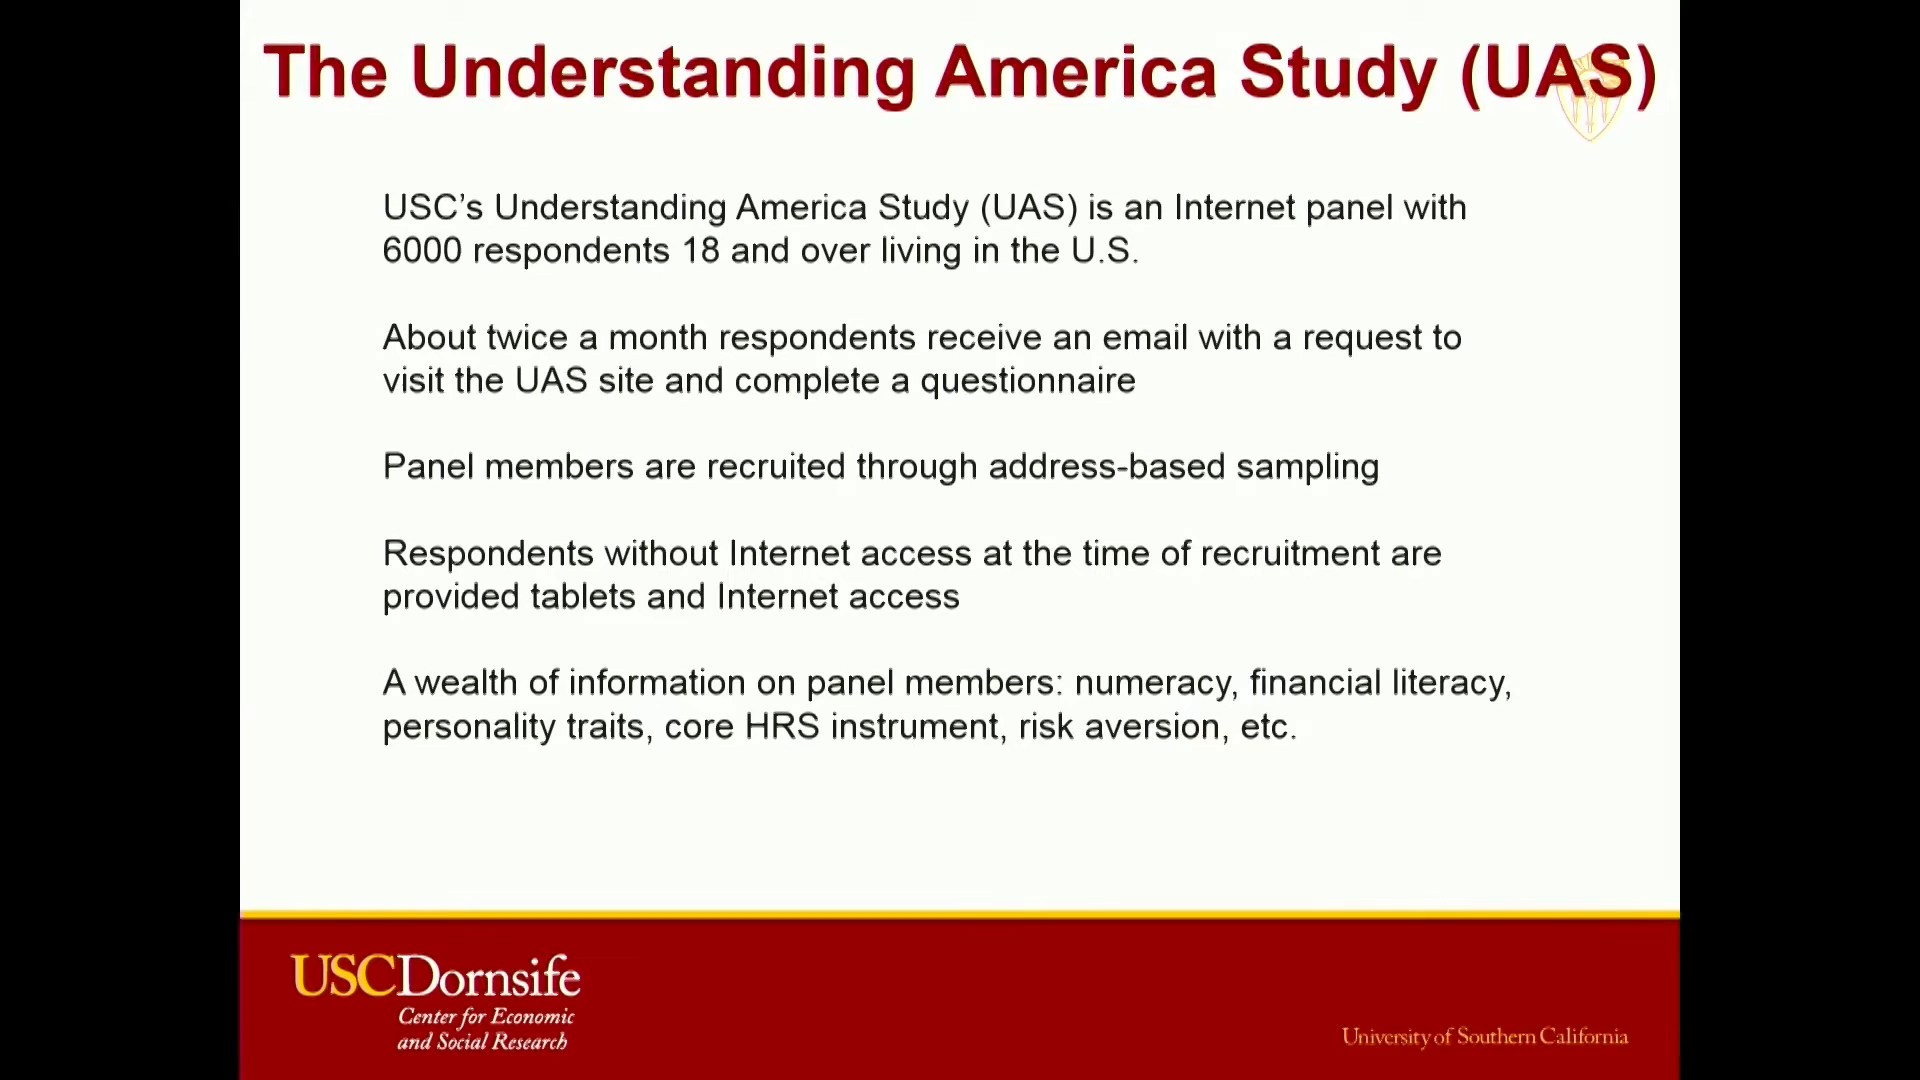 The Understanding America Study (UAS)
USC’s Understanding America Study (UAS) is an Internet panel with
6000 respondents 18 and over living in the U.S.
About twice a month respondents receive an email with a request to
visit the UAS site and complete a questionnaire
Panel members are recruited through address-based sampling
Respondents without Internet access at the time of recruitment are
provided tablets and Internet access
A wealth of information on panel members: numeracy, financial literacy,
personality traits, core HRS instrument, risk aversion, etc.
USCDornsife
Center for Economic
and Social Research
University of Southern California